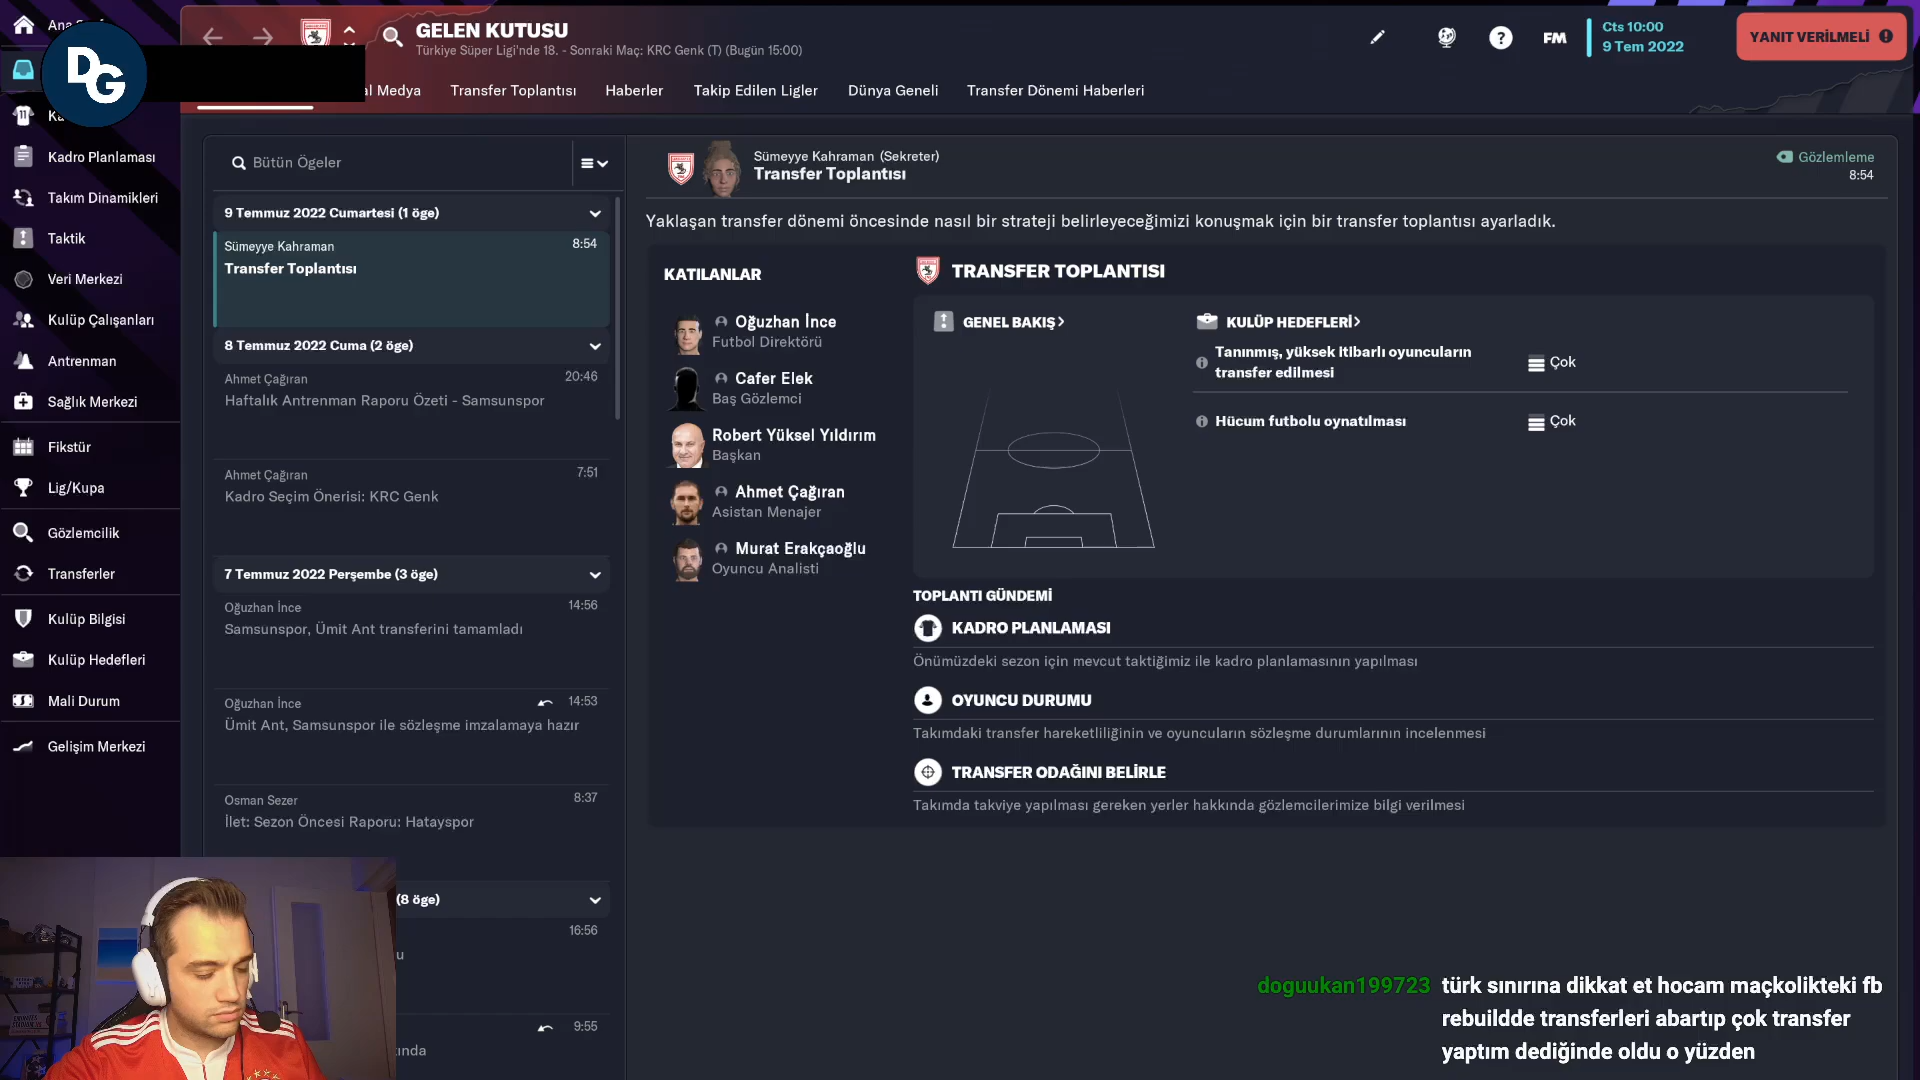 Ana
DG
GELEN KUTUSU
Türkiye Süper Ligi'nde 18. - Sonraki Maç: KRC Genk (T) (Bugün 15:00)
FM
Cts 10:00
9 Tem 2022
YANIT VERİLMELİ
al Medya
Transfer Toplantısı
Haberler
Takip Edilen Ligler
Dünya Geneli
Transfer Dönemi Haberleri
Kadro Planlaması
Takım Dinamikleri
Taktik
Veri Merkezi
Kulüp Çalışanları
Antrenman
Sağlık Merkezi
Fikstür
Lig/Kupa
Gözlemcilik
Transferler
Kulüp Bilgisi
Kulüp Hedefleri
Mali Durum
Gelişim Merkezi
Bütün Ögeler
9 Temmuz 2022 Cumartesi (1 öge)
Sümeyye Kahraman 8:54
Transfer Toplantısı
8 Temmuz 2022 Cuma (2 öge)
Ahmet Çağıran 20:46
Haftalık Antrenman Raporu Özeti - Samsunspor
Ahmet Çağıran 7:51
Kadro Seçim Önerisi: KRC Genk
7 Temmuz 2022 Perşembe (3 öge)
Oğuzhan İnce 14:56
Samsunspor, Ümit Ant transferini tamamladı
Oğuzhan İnce 14:53
Ümit Ant, Samsunspor ile sözleşme imzalamaya hazır
Osman Sezer 8:37
İlet: Sezon Öncesi Raporu: Hatayspor
(8 öge)
16:56
u
9:55
ında
Sümeyye Kahraman (Sekreter)
Transfer Toplantısı
Gözlemleme
8:54
Yaklaşan transfer dönemi öncesinde nasıl bir strateji belirleyeceğimizi konuşmak için bir transfer toplantısı ayarladık.
KATILANLAR
Oğuzhan İnce
Futbol Direktörü
Cafer Elek
Baş Gözlemci
Robert Yüksel Yıldırım
Başkan
Ahmet Çağıran
Asistan Menajer
Murat Erakçaoğlu
Oyuncu Analisti
TRANSFER TOPLANTISI
GENEL BAKIŞ>
KULÜP HEDEFLERİ>
Tanınmış, yüksek itibarlı oyuncuların
transfer edilmesi
Çok
Hücum futbolu oynatılması
Çok
TOPLANTI GÜNDEMİ
KADRO PLANLAMASI
Önümüzdeki sezon için mevcut taktiğimiz ile kadro planlamasının yapılması
OYUNCU DURUMU
Takımdaki transfer hareketliliğinin ve oyuncuların sözleşme durumlarının incelenmesi
TRANSFER ODAĞINI BELİRLE
Takımda takviye yapılması gereken yerler hakkında gözlemcilerimize bilgi verilmesi
doguukan199723 türk sınırına dikkat et hocam maçkolikteki fb
rebuildde transferleri abartıp çok transfer
yaptım dediğinde oldu o yüzden